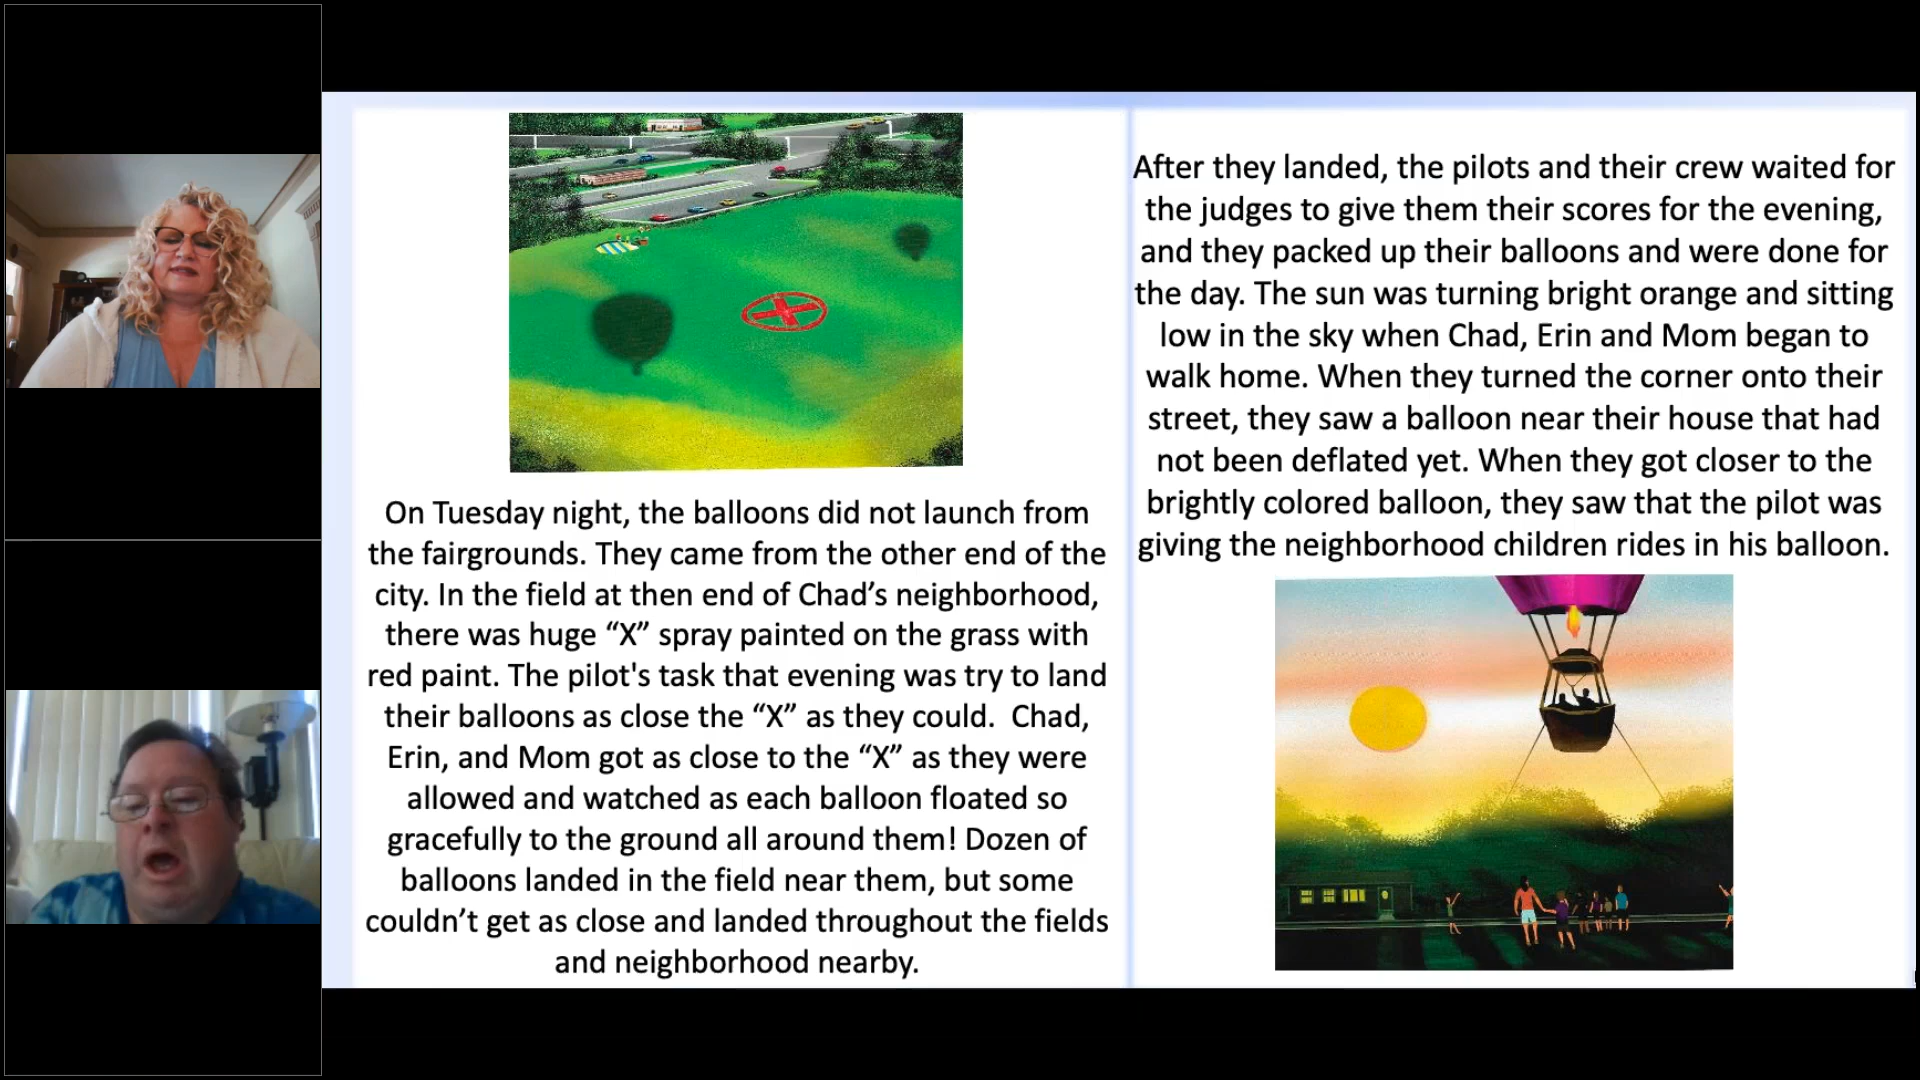 On Tuesday night, the balloons did not launch from
the fairgrounds. They came from the other end of the
city. In the field at then end of Chad’s neighborhood,
there was huge “X” spray painted on the grass with
red paint. The pilot's task that evening was try to land
their balloons as close the “X” as they could.  Chad,
Erin, and Mom got as close to the “X” as they were
allowed and watched as each balloon floated so
gracefully to the ground all around them! Dozen of
balloons landed in the field near them, but some
couldn’t get as close and landed throughout the fields
and neighborhood nearby.
After they landed, the pilots and their crew waited for
the judges to give them their scores for the evening,
and they packed up their balloons and were done for
the day. The sun was turning bright orange and sitting
low in the sky when Chad, Erin and Mom began to
walk home. When they turned the corner onto their
street, they saw a balloon near their house that had
not been deflated yet. When they got closer to the
brightly colored balloon, they saw that the pilot was
giving the neighborhood children rides in his balloon.